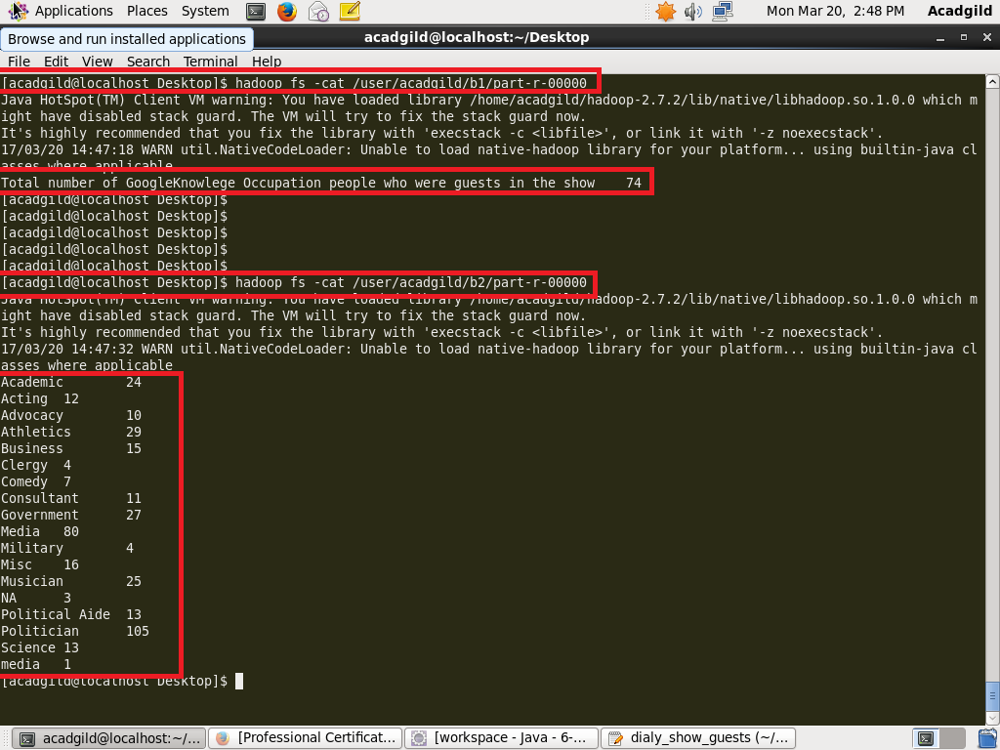 Applications Places System Mon Mar 20, 2:48 PM Acadgild
Browse and run installed applications acadgild@localhost:~/Desktop
File Edit View Search Terminal Help
[acadgild@localhost Desktop]$ hadoop fs -cat /user/acadgild/b1/part-r-00000
Java HotSpot(TM) Client VM warning: You have loaded library /home/acadgild/hadoop-2.7.2/lib/native/libhadoop.so.1.0.0 which m
ight have disabled stack guard. The VM will try to fix the stack guard now.
It's highly recommended that you fix the library with 'execstack -c <libfile>', or link it with '-z noexecstack'.
17/03/20 14:47:18 WARN util.NativeCodeLoader: Unable to load native-hadoop library for your platform... using builtin-java cl
asses where applicable
Total number of GoogleKnowlege Occupation people who were guests in the show 74
[acadgild@localhost Desktop]$
[acadgild@localhost Desktop]$
[acadgild@localhost Desktop]$
[acadgild@localhost Desktop]$
[acadgild@localhost Desktop]$
[acadgild@localhost Desktop]$ hadoop fs -cat /user/acadgild/b2/part-r-00000
Java HotSpot(TM) Client VM warning: You have loaded library /home/acadgild/hadoop-2.7.2/lib/native/libhadoop.so.1.0.0 which m
ight have disabled stack guard. The VM will try to fix the stack guard now.
It's highly recommended that you fix the library with 'execstack -c <libfile>', or link it with '-z noexecstack'.
17/03/20 14:47:32 WARN util.NativeCodeLoader: Unable to load native-hadoop library for your platform... using builtin-java cl
asses where applicable
Academic 24
Acting 12
Advocacy 10
Athletics 29
Business 15
Clergy 4
Comedy 7
Consultant 11
Government 27
Media 80
Military 4
Misc 16
Musician 25
NA 3
Political Aide 13
Politician 105
Science 13
media 1
[acadgild@localhost Desktop]$
acadgild@localhost:~/... [Professional Certificat... [workspace - Java - 6-... dialy_show_guests (~/...